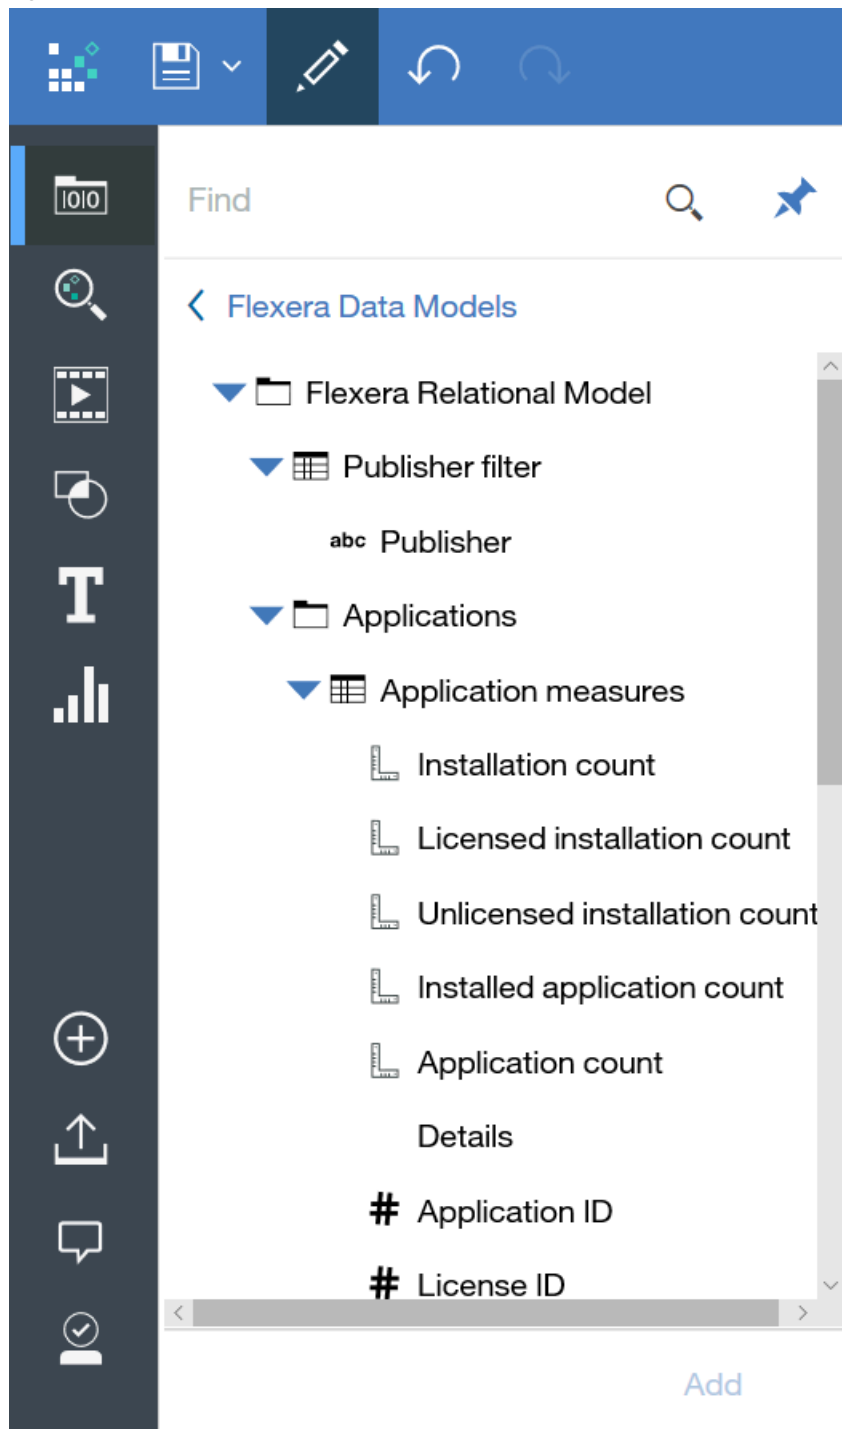 Find
Flexera Data Models
Flexera Relational Model
Publisher filter
abc Publisher
Applications
Application measures
Installation count
Licensed installation count
Unlicensed installation count
Installed application count
Application count
Details
# Application ID
# License ID
Add